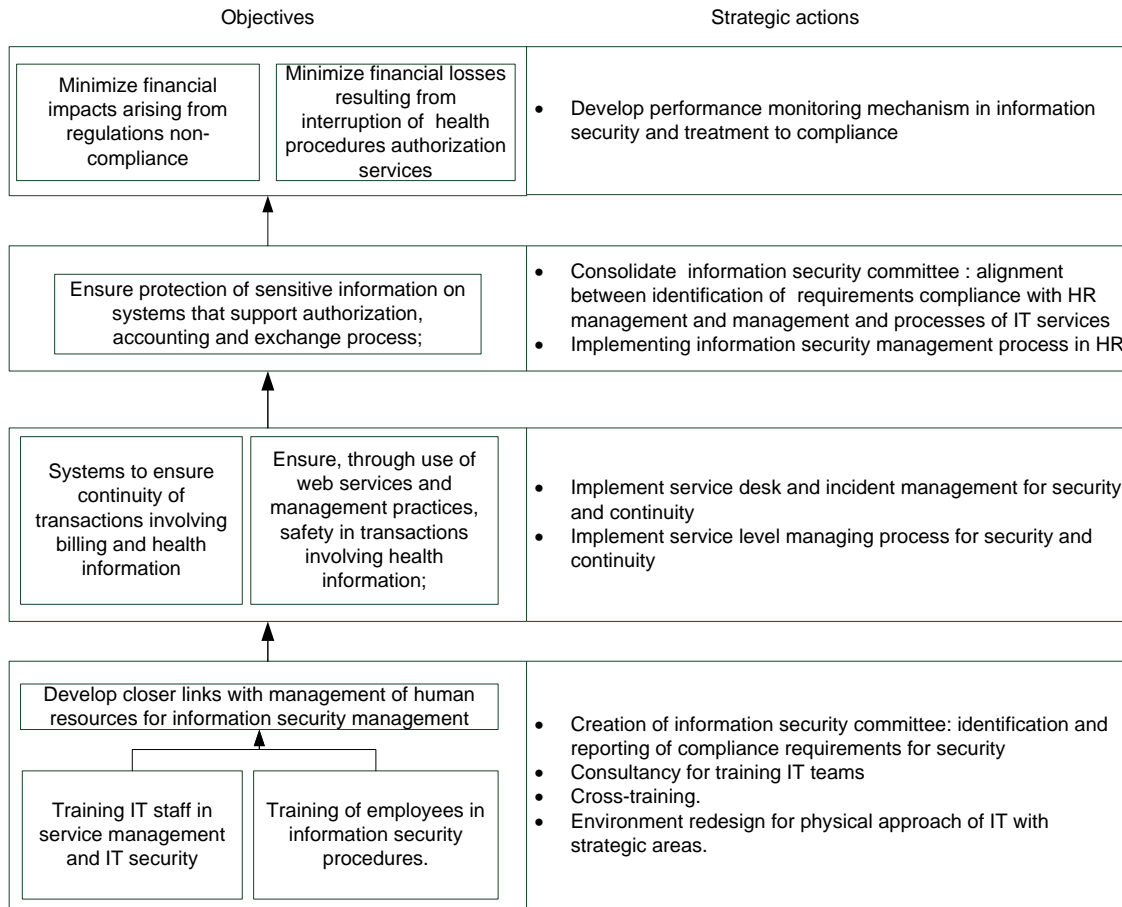 Objectives
Strategic actions
Minimize financial
impacts arising from
regulations non-
compliance
Minimize financial losses
resulting from
interruption of health
procedures authorization
services
• Develop performance monitoring mechanism in information
security and treatment to compliance
Ensure protection of sensitive information on
systems that support authorization,
accounting and exchange process;
• Consolidate information security committee : alignment
between identification of requirements compliance with HR
management and management and processes of IT services
• Implementing information security management process in HR
Systems to ensure
continuity of
transactions involving
billing and health
information
Ensure, through use of
web services and
management practices,
safety in transactions
involving health
information;
• Implement service desk and incident management for security
and continuity
• Implement service level managing process for security and
continuity
Develop closer links with management of human
resources for information security management
Training IT staff in
service management
and IT security
Training of employees in
information security
procedures.
• Creation of information security committee: identification and
reporting of compliance requirements for security
• Consultancy for training IT teams
• Cross-training.
• Environment redesign for physical approach of IT with
strategic areas.